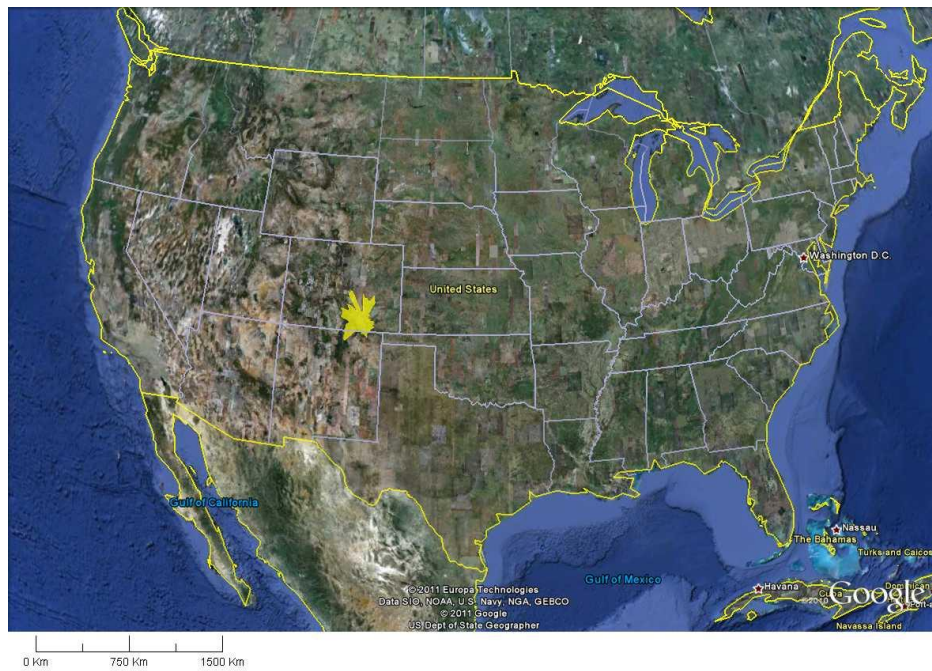 Washington D.C.
United States
Gulf of California
Nassau
The Bahamas
Turks and Caicos
Gulf of Mexico
Havana
Cuba
Dominican
© 2011 Europa Technologies
Data SIO, NOAA, U.S. Navy, NGA, GEBCO
© 2011 Google
US Dept of State Geographer
Google
Navassa Island
0 Km 750 Km 1500 Km